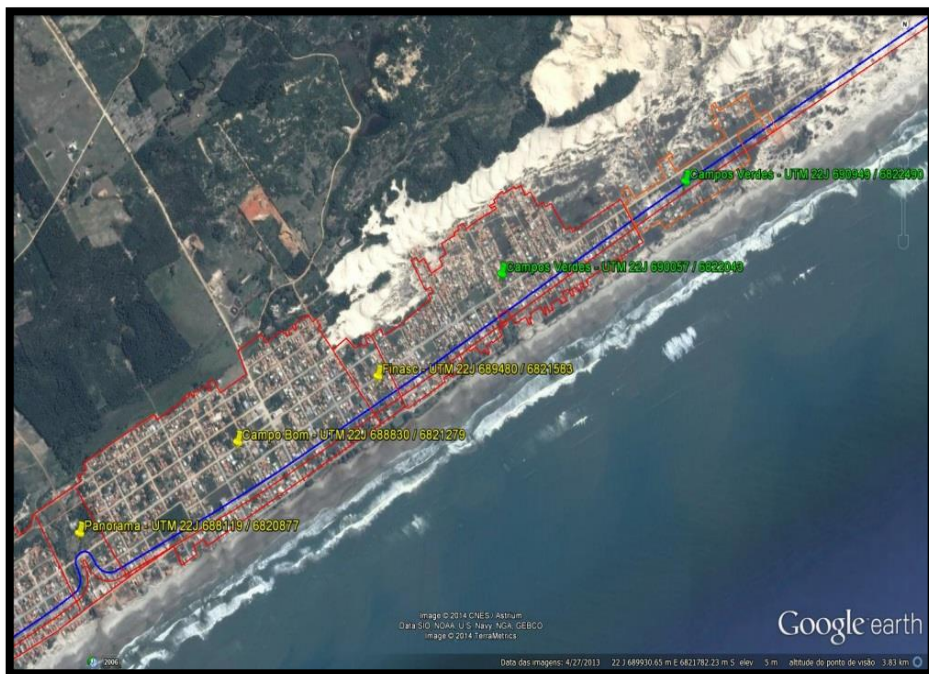 N
Campos Verdes - UTM 22J 690949 / 6822490
Campos Verdes - UTM 22J 690057 / 6822043
Finasc - UTM 22J 689480 / 6821583
Campo Bom - UTM 22J 688830 / 6821279
Panorama - UTM 22J 688119 / 6820877
Image © 2014 CNES / Astrium
Data SIO, NOAA, U.S. Navy, NGA, GEBCO
Image © 2014 TerraMetrics
Google earth
2006
Data das imagens: 4/27/2013 22 J 689930.65 m E 6821782.23 m S elev 5 m altitude do ponto de visão 3.83 km